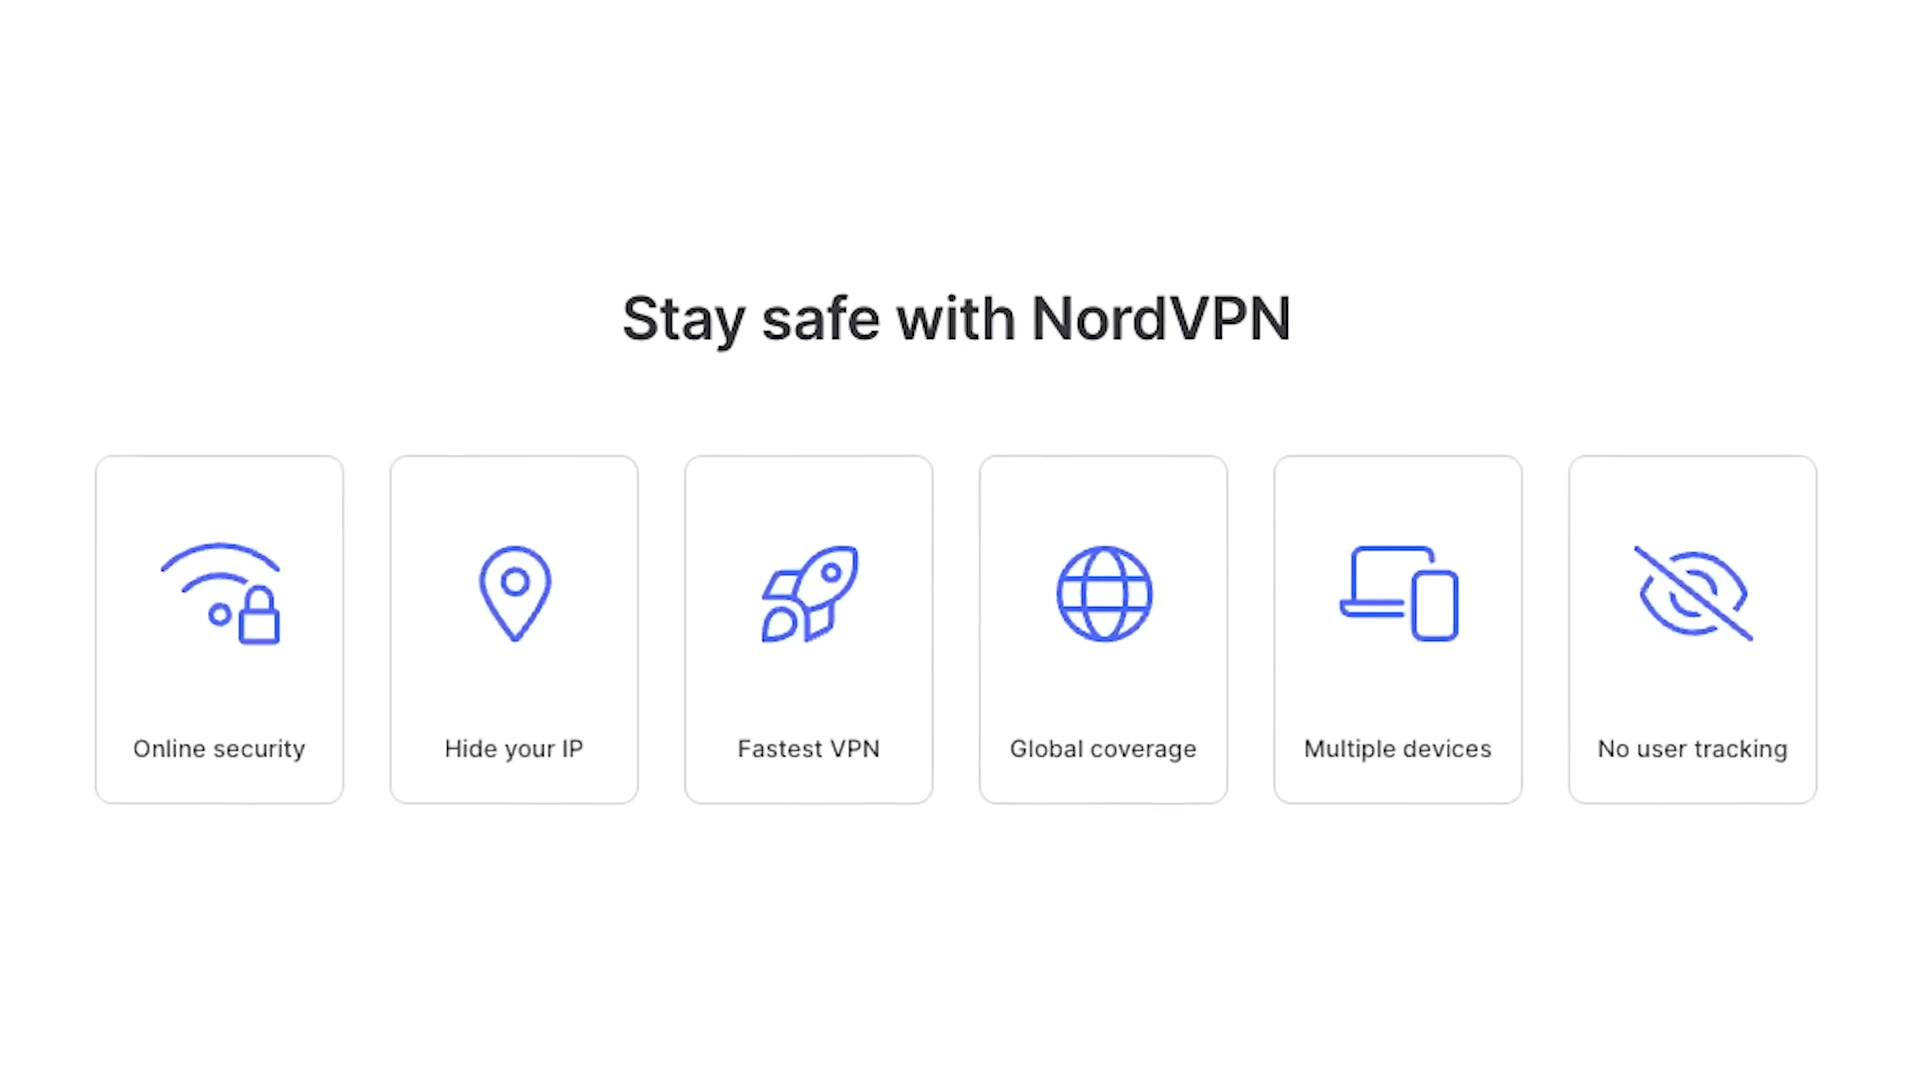 Stay safe with NordVPN
Online security
Hide your IP
Fastest VPN
Global coverage
Multiple devices
No user tracking